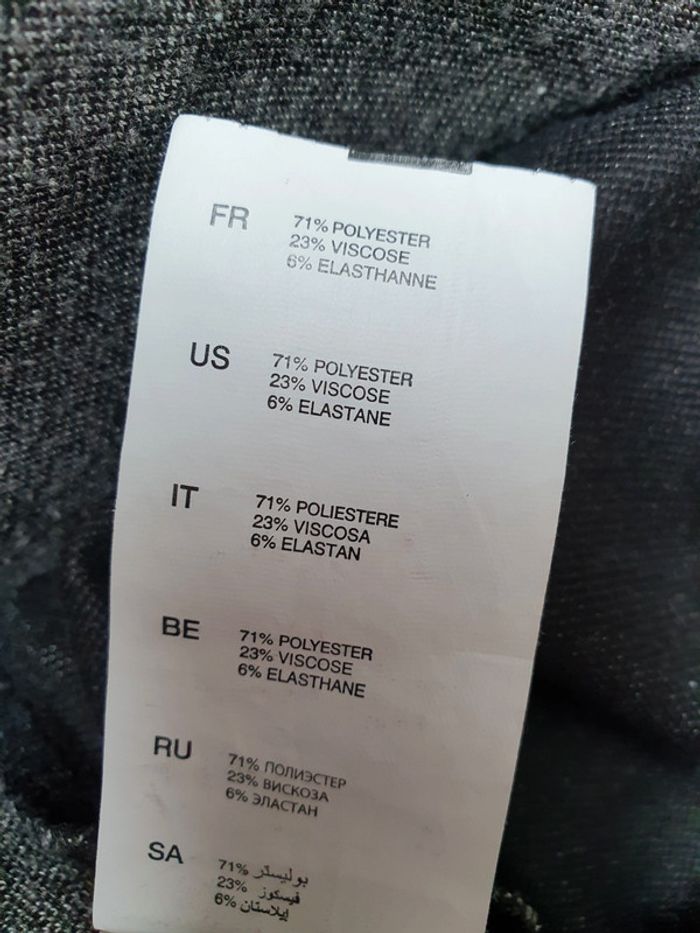 FR
71% POLYESTER
23% VISCOSE
6% ELASTHANNE
US
71% POLYESTER
23% VISCOSE
6% ELASTANE
IT
71% POLIESTERE
23% VISCOSA
6% ELASTAN
BE
71% POLYESTER
23% VISCOSE
6% ELASTHANE
RU
71% ПОЛИЭСТЕР
23% ВИСКОЗА
6% ЭЛАСТАН
SA
71% بوليستر
23% فيسكوز
6% إيلاستان